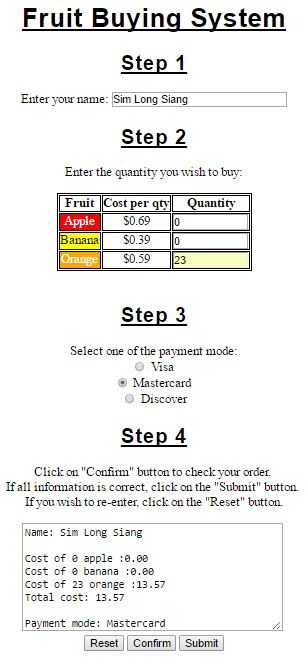 Fruit Buying System
Step 1
Enter your name: Sim Long Siang
Step 2
Enter the quantity you wish to buy:
Fruit Cost per qty Quantity
Apple $0.69 0
Banana $0.39 0
Orange $0.59 23
Step 3
Select one of the payment mode:
Visa
Mastercard
Discover
Step 4
Click on "Confirm" button to check your order.
If all information is correct, click on the "Submit" button.
If you wish to re-enter, click on the "Reset" button.
Name: Sim Long Siang
Cost of 0 apple :0.00
Cost of 0 banana :0.00
Cost of 23 orange :13.57
Total cost: 13.57
Payment mode: Mastercard
Reset Confirm Submit